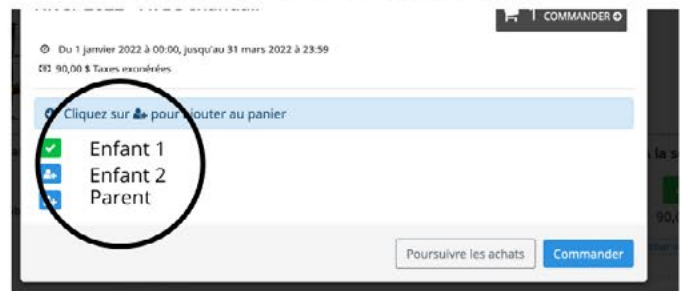 1 COMMANDER
Du 1 janvier 2022 à 00:00, jusqu'au 31 mars 2022 à 23:59
90,00 $ Taxes exonérées
Cliquez sur pour ajouter au panier
Enfant 1
Enfant 2
Parent
Poursuivre les achats
Commander